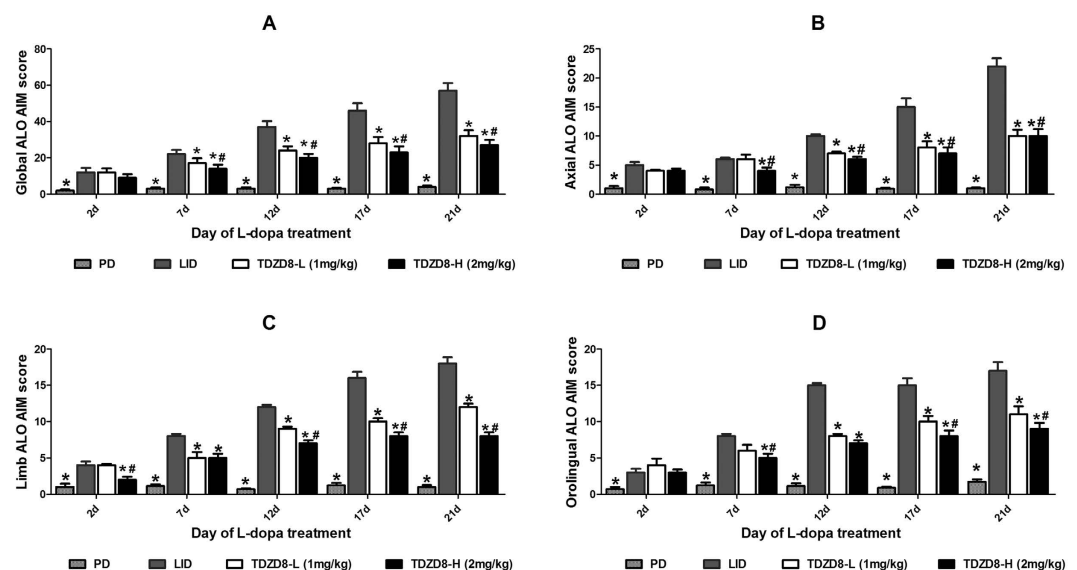 A
Global ALO AIM score
80
60
40
20
0
* * *# * *# * *# * *#
* * * *
2d 7d 12d 17d 21d
Day of L-dopa treatment
PD LID TDZD8-L (1mg/kg) TDZD8-H (2mg/kg)
B
Axial ALO AIM score
25
20
15
10
5
0
* * *# * *# * *# * *# * * *
2d 7d 12d 17d 21d
Day of L-dopa treatment
PD LID TDZD8-L (1mg/kg) TDZD8-H (2mg/kg)
C
Limb ALO AIM score
20
15
10
5
0
* *# * * * * * *# * * *# * * *#
2d 7d 12d 17d 21d
Day of L-dopa treatment
PD LID TDZD8-L (1mg/kg) TDZD8-H (2mg/kg)
D
Orolingual ALO AIM score
20
15
10
5
0
* * *# * * * * * *# * * *#
2d 7d 12d 17d 21d
Day of L-dopa treatment
PD LID TDZD8-L (1mg/kg) TDZD8-H (2mg/kg)